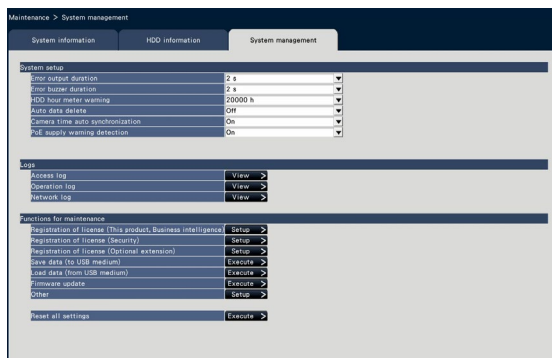 Maintenance > System management
System information HDD information System management
System setup
Error output duration 2 s
Error buzzer duration 2 s
HDD hour meter warning 20000 h
Auto data delete Off
Camera time auto synchronization On
PoE supply warning detection On
Logs
Access log View >
Operation log View >
Network log View >
Functions for maintenance
Registration of license (This product, Business intelligence) Setup >
Registration of license (Security) Setup >
Registration of license (Optional extension) Setup >
Save data (to USB medium) Execute >
Load data (from USB medium) Execute >
Firmware update Execute >
Other Setup >
Reset all settings Execute >